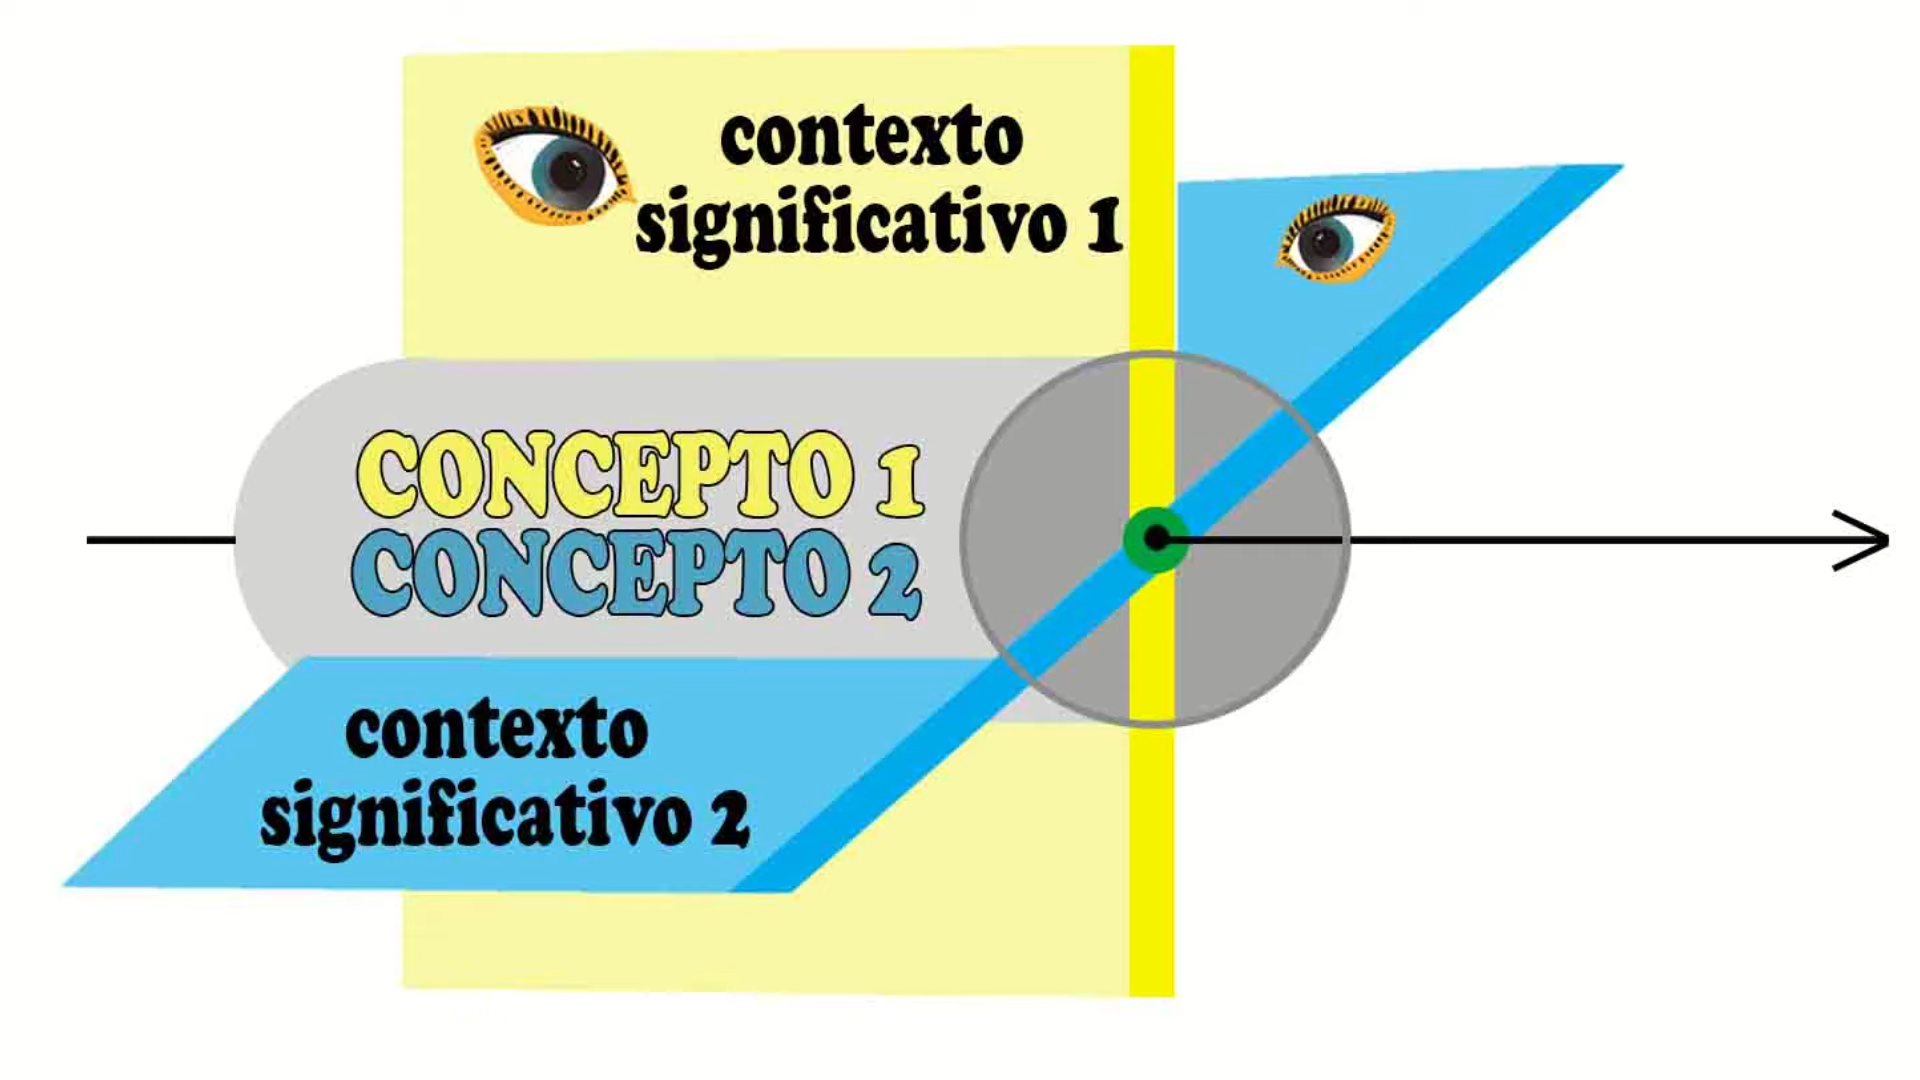 contexto
significativo 1
CONCEPTO 1
CONCEPTO 2
contexto
significativo 2